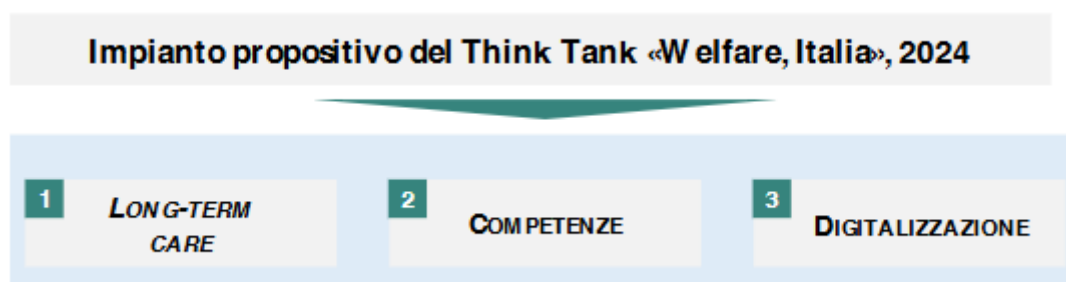 Impianto propositivo del Think Tank «Welfare, Italia», 2024
1
LONG-TERM
CARE
2
COMPETENZE
3
DIGITALIZZAZIONE